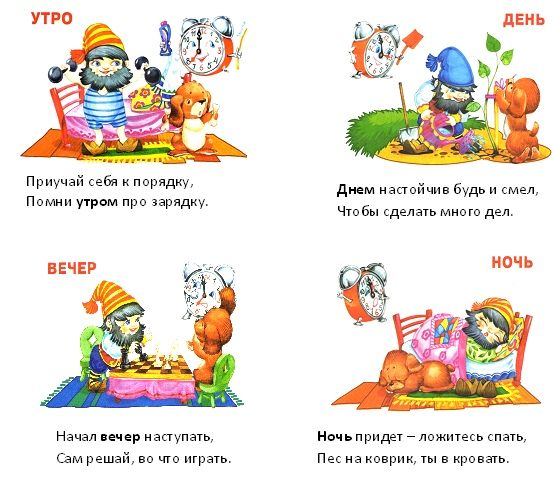 УТРО
Приучай себя к порядку,
Помни утром про зарядку.
ДЕНЬ
Днем настойчив будь и смел,
Чтобы сделать много дел.
ВЕЧЕР
Начал вечер наступать,
Сам решай, во что играть.
НОЧЬ
Ночь придет – ложитесь спать,
Пес на коврик, ты в кровать.